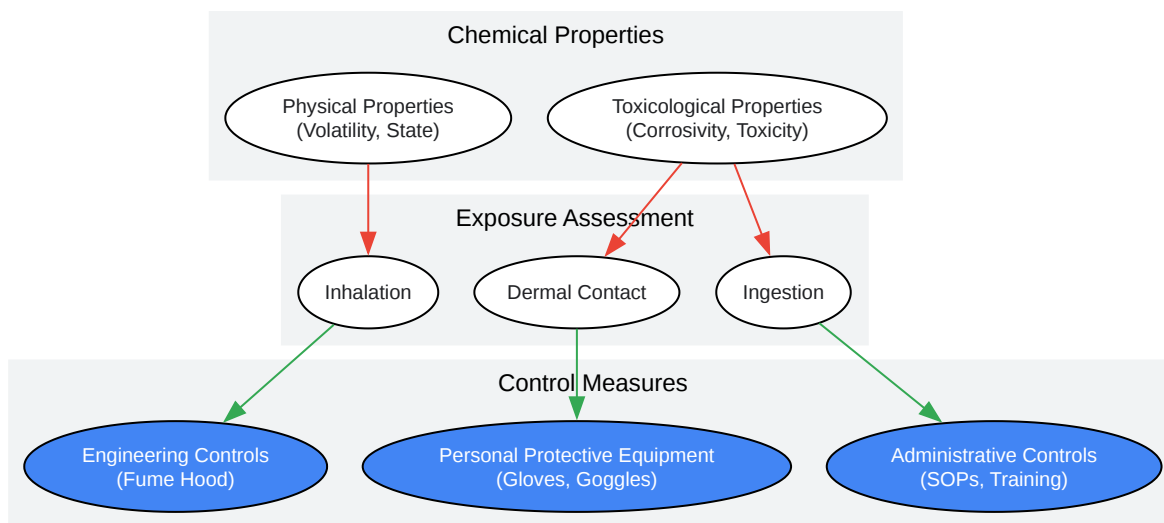 Chemical Properties
Physical Properties
(Volatility, State)
Toxicological Properties
(Corrosivity, Toxicity)
Exposure Assessment
Inhalation
Dermal Contact
Ingestion
Control Measures
Engineering Controls
(Fume Hood)
Personal Protective Equipment
(Gloves, Goggles)
Administrative Controls
(SOPs, Training)